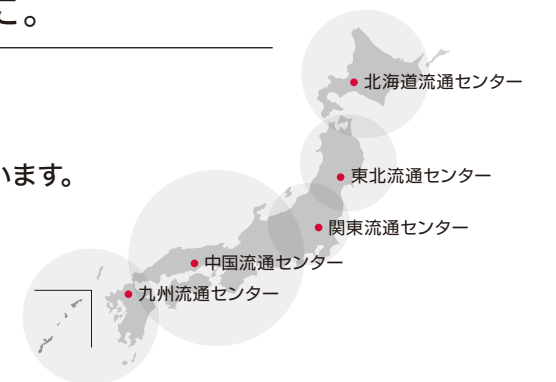 こ。
います。
北海道流通センター
東北流通センター
関東流通センター
中国流通センター
九州流通センター